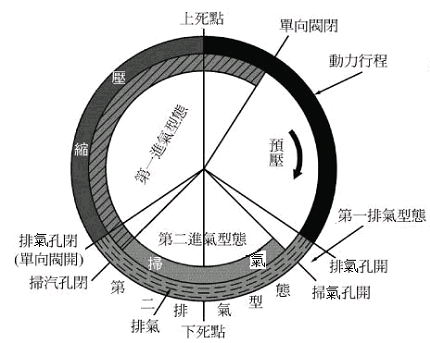 上死點
單向閥閉
動力行程
壓
縮
第一進氣型態
預壓
第一排氣型態
排氣孔閉
(單向閥開)
第二進氣型態
掃
氣
排氣孔開
掃汽孔閉
掃氣孔開
第
二
排
氣
型
態
排氣
下死點